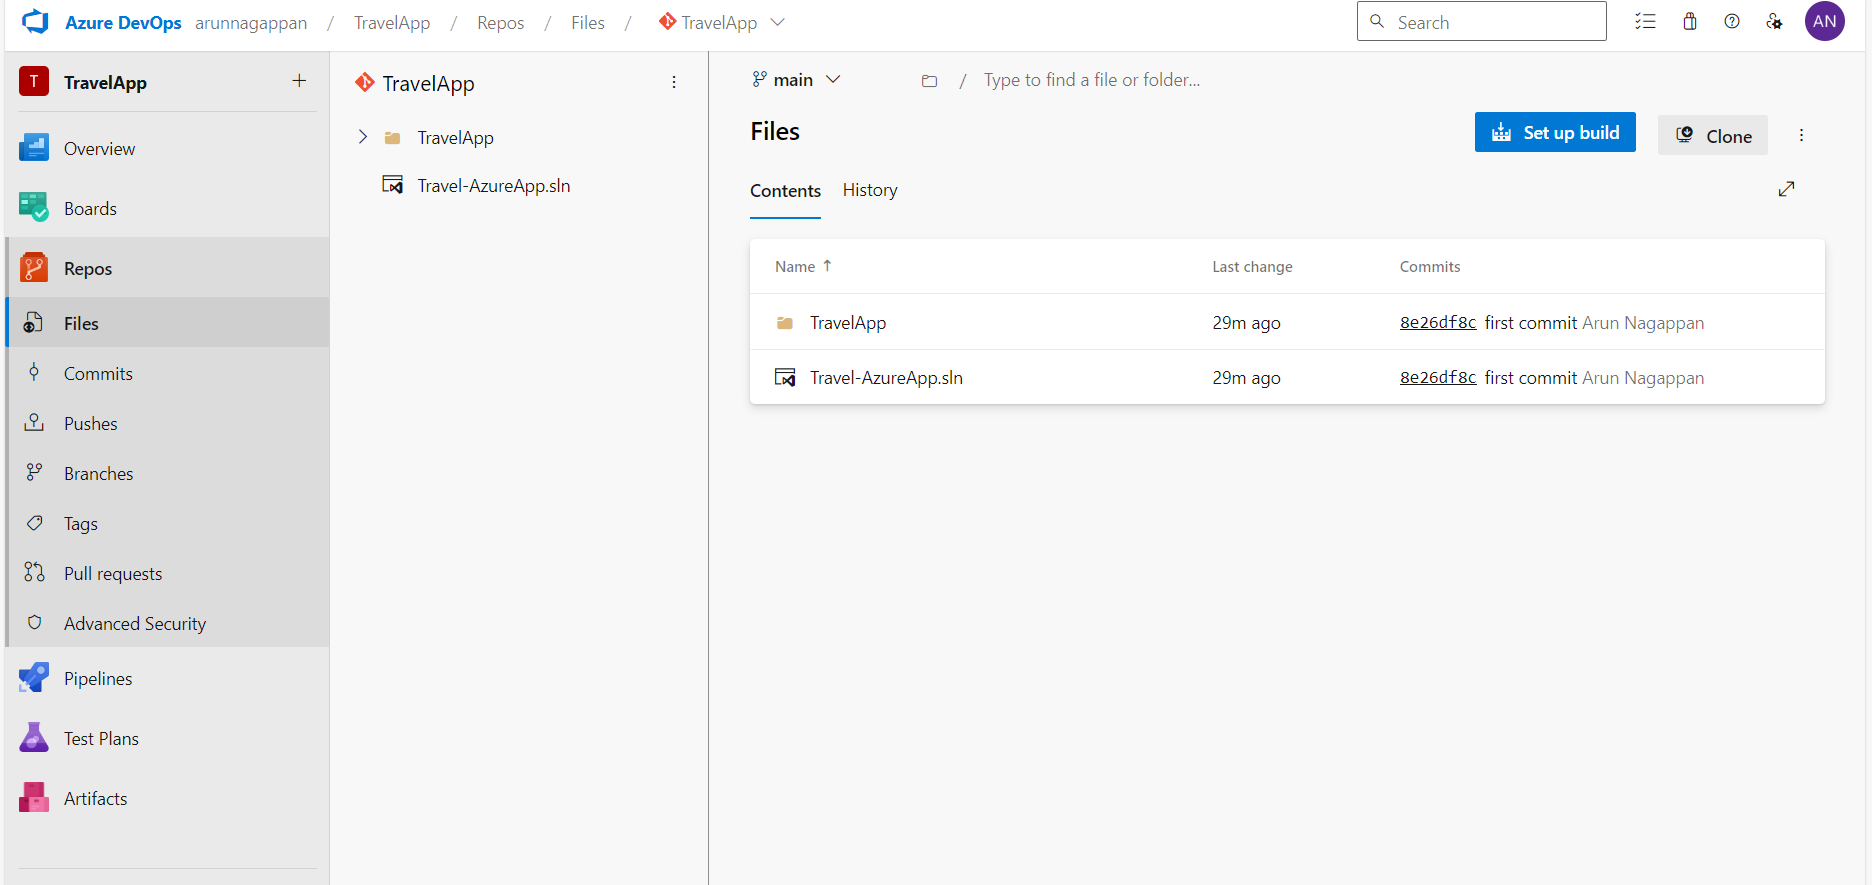 Azure DevOps arunnagappan / TravelApp / Repos / Files / TravelApp
Search
AN
T TravelApp
Overview
Boards
Repos
Files
Commits
Pushes
Branches
Tags
Pull requests
Advanced Security
Pipelines
Test Plans
Artifacts
TravelApp
TravelApp
Travel-AzureApp.sln
main / Type to find a file or folder...
Files
Set up build
Clone
Contents History
Name ↑ Last change Commits
TravelApp 29m ago 8e26df8c first commit Arun Nagappan
Travel-AzureApp.sln 29m ago 8e26df8c first commit Arun Nagappan